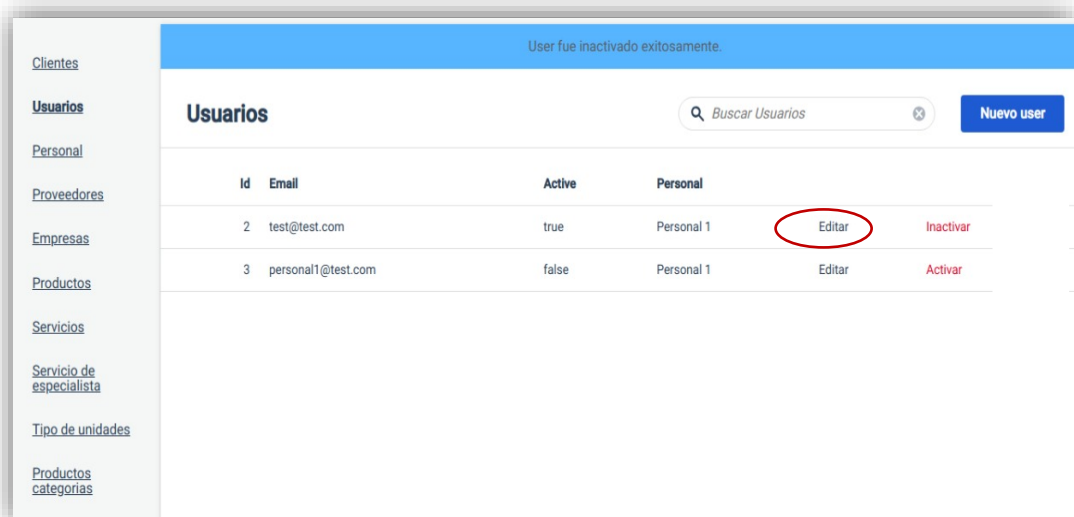 Clientes
Usuarios
Personal
Proveedores
Empresas
Productos
Servicios
Servicio de
especialista
Tipo de unidades
Productos
categorias
User fue inactivado exitosamente.
Usuarios
Buscar Usuarios
Nuevo user
Id Email Active Personal
2 test@test.com true Personal 1 Editar Inactivar
3 personal1@test.com false Personal 1 Editar Activar